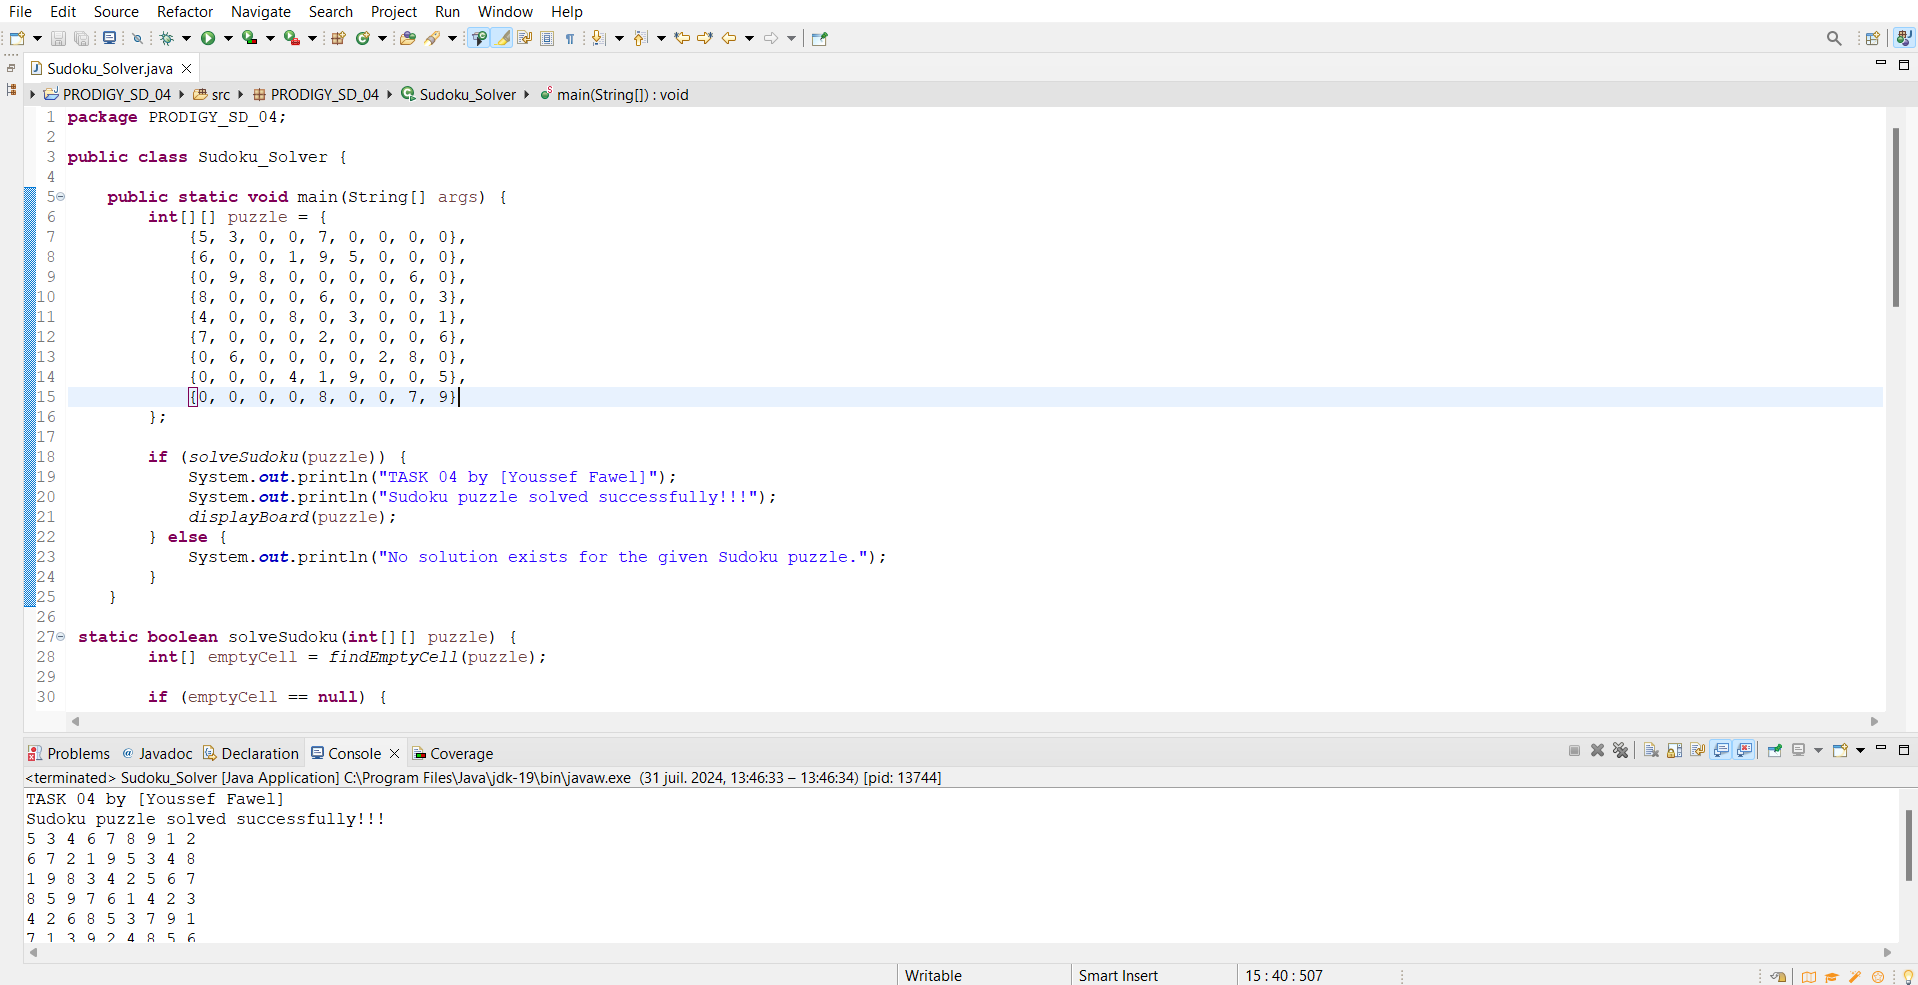 File Edit Source Refactor Navigate Search Project Run Window Help
Sudoku_Solver.java
PRODIGY_SD_04 src PRODIGY_SD_04 Sudoku_Solver main(String[]) : void
1 package PRODIGY_SD_04;
2
3 public class Sudoku_Solver {
4
5 public static void main(String[] args) {
6 int[][] puzzle = {
7 {5, 3, 0, 0, 7, 0, 0, 0, 0},
8 {6, 0, 0, 1, 9, 5, 0, 0, 0},
9 {0, 9, 8, 0, 0, 0, 0, 6, 0},
10 {8, 0, 0, 0, 6, 0, 0, 0, 3},
11 {4, 0, 0, 8, 0, 3, 0, 0, 1},
12 {7, 0, 0, 0, 2, 0, 0, 0, 6},
13 {0, 6, 0, 0, 0, 0, 2, 8, 0},
14 {0, 0, 0, 4, 1, 9, 0, 0, 5},
15 {0, 0, 0, 0, 8, 0, 0, 7, 9}
16 };
17
18 if (solveSudoku(puzzle)) {
19 System.out.println("TASK 04 by [Youssef Fawel]");
20 System.out.println("Sudoku puzzle solved successfully!!!");
21 displayBoard(puzzle);
22 } else {
23 System.out.println("No solution exists for the given Sudoku puzzle.");
24 }
25 }
26
27 static boolean solveSudoku(int[][] puzzle) {
28 int[] emptyCell = findEmptyCell(puzzle);
29
30 if (emptyCell == null) {
Problems Javadoc Declaration Console Coverage
<terminated> Sudoku_Solver [Java Application] C:\Program Files\Java\jdk-19\bin\javaw.exe (31 juil. 2024, 13:46:33 – 13:46:34) [pid: 13744]
TASK 04 by [Youssef Fawel]
Sudoku puzzle solved successfully!!!
5 3 4 6 7 8 9 1 2
6 7 2 1 9 5 3 4 8
1 9 8 3 4 2 5 6 7
8 5 9 7 6 1 4 2 3
4 2 6 8 5 3 7 9 1
7 1 3 9 2 4 8 5 6
Writable Smart Insert 15 : 40 : 507